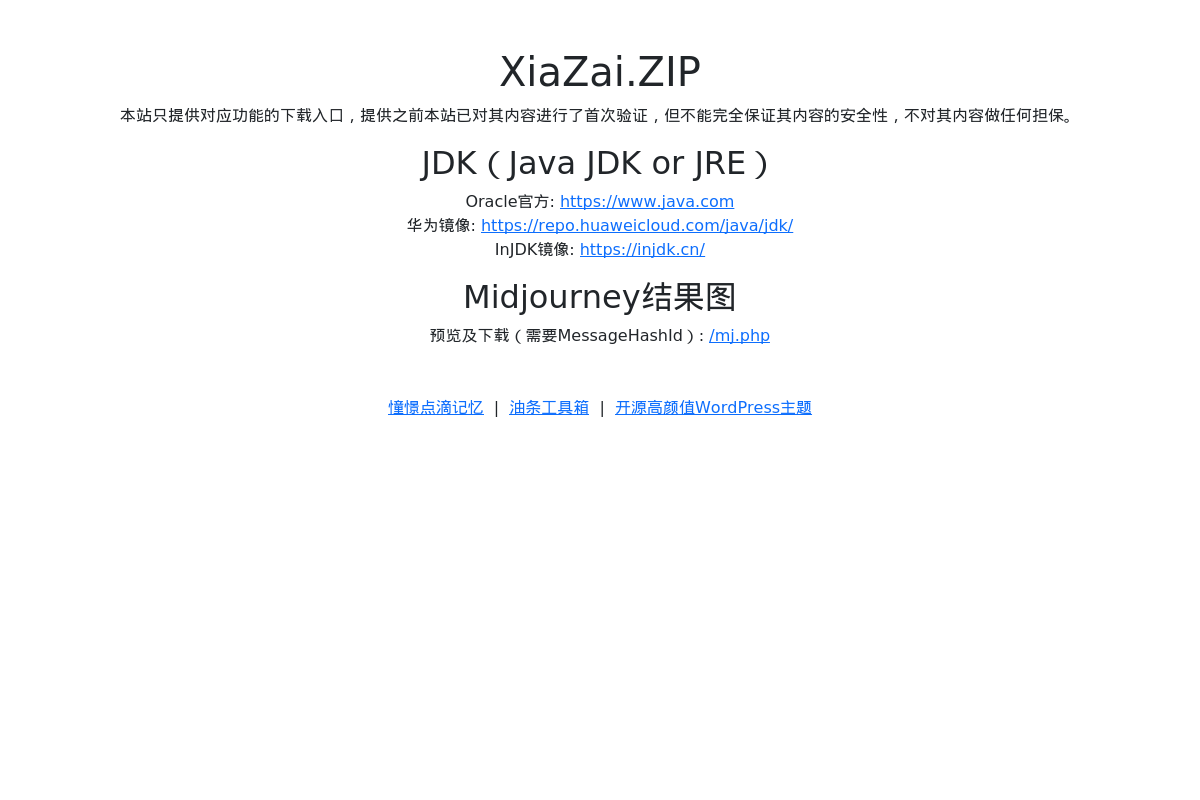 XiaZai.ZIP
本站只提供对应功能的下载入口，提供之前本站已对其内容进行了首次验证，但不能完全保证其内容的安全性，不对其内容做任何担保。
JDK（Java JDK or JRE）
Oracle官方: https://www.java.com
华为镜像: https://repo.huaweicloud.com/java/jdk/
InJDK镜像: https://injdk.cn/
Midjourney结果图
预览及下载（需要MessageHashId）: /mj.php
憧憬点滴记忆 | 油条工具箱 | 开源高颜值WordPress主题